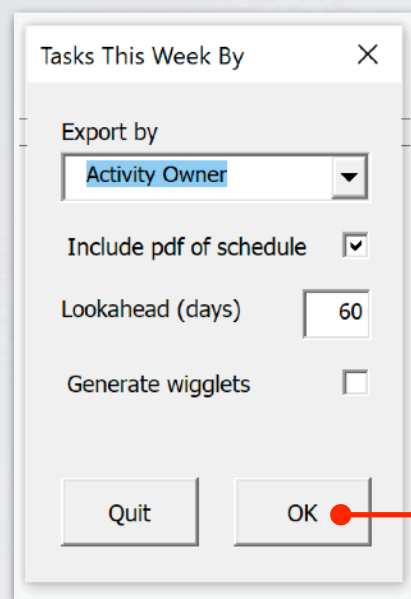 Tasks This Week By
Export by
Activity Owner
Include pdf of schedule
Lookahead (days) 60
Generate wigglets
Quit OK